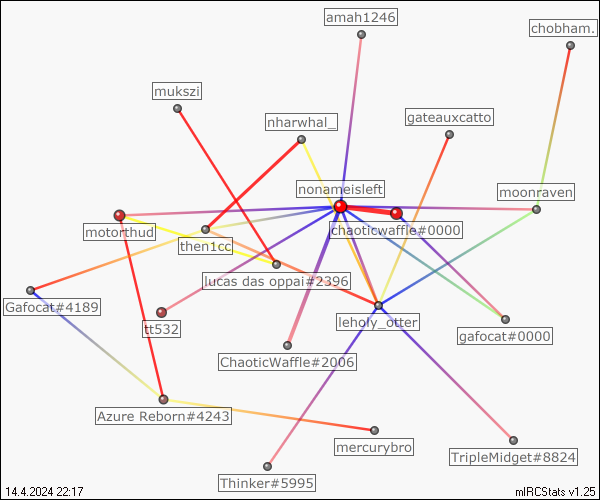 amah1246
chobham.
mukszi
nharwhal_
gateauxcatto
nonameisleft
moonraven
motorthud
then1cc
chaoticwaffle#0000
lucas das oppai#2396
Gafocat#4189
tt532
leholy_otter
gafocat#0000
ChaoticWaffle#2006
Azure Reborn#4243
mercurybro
TripleMidget#8824
Thinker#5995
14.4.2024 22:17
mIRCStats v1.25